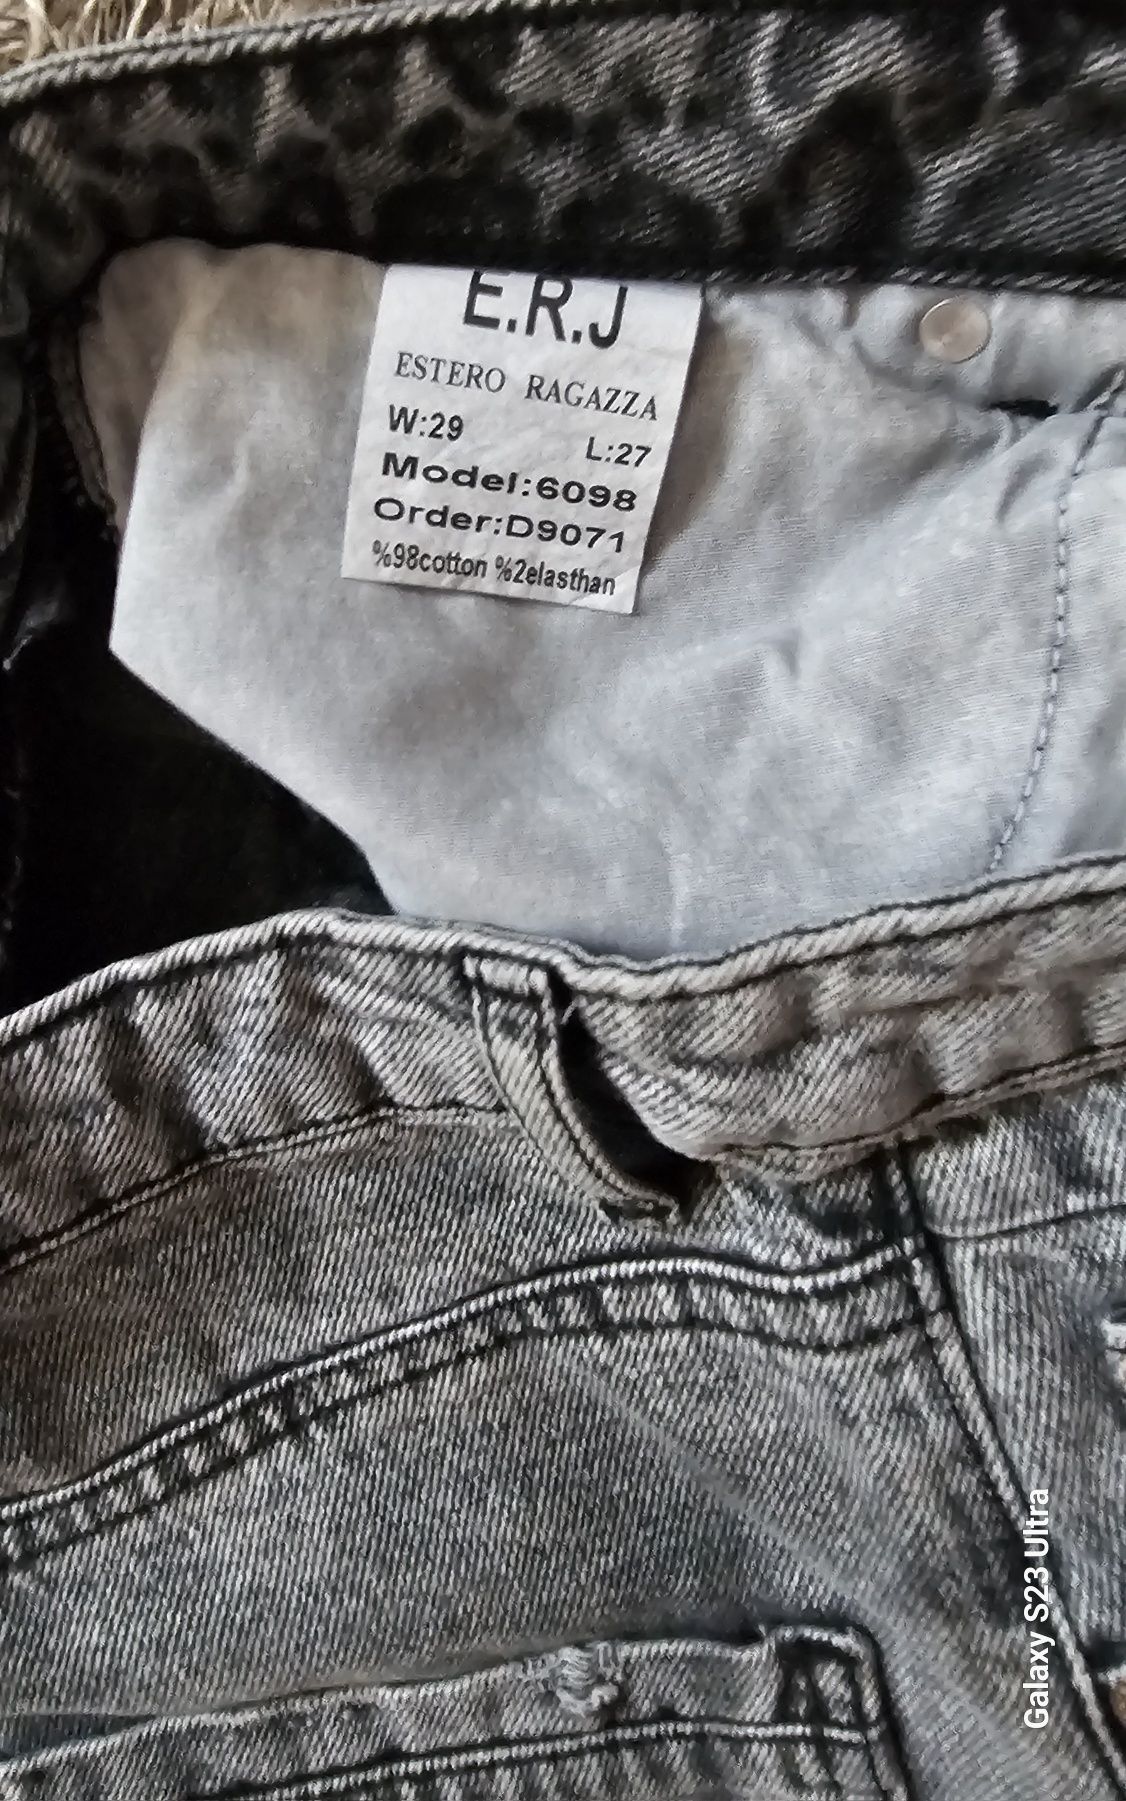 E.R.J
ESTERO RAGAZZA
W:29 L:27
Model:6098
Order:D9071
%98cotton %2elasthan
Galaxy S23 Ultra